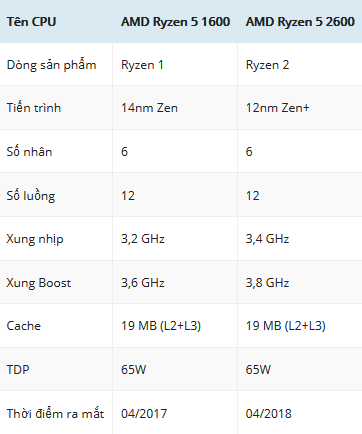 Tên CPU AMD Ryzen 5 1600 AMD Ryzen 5 2600
Dòng sản phẩm Ryzen 1 Ryzen 2
Tiến trình 14nm Zen 12nm Zen+
Số nhân 6 6
Số luồng 12 12
Xung nhịp 3,2 GHz 3,4 GHz
Xung Boost 3,6 GHz 3,8 GHz
Cache 19 MB (L2+L3) 19 MB (L2+L3)
TDP 65W 65W
Thời điểm ra mắt 04/2017 04/2018